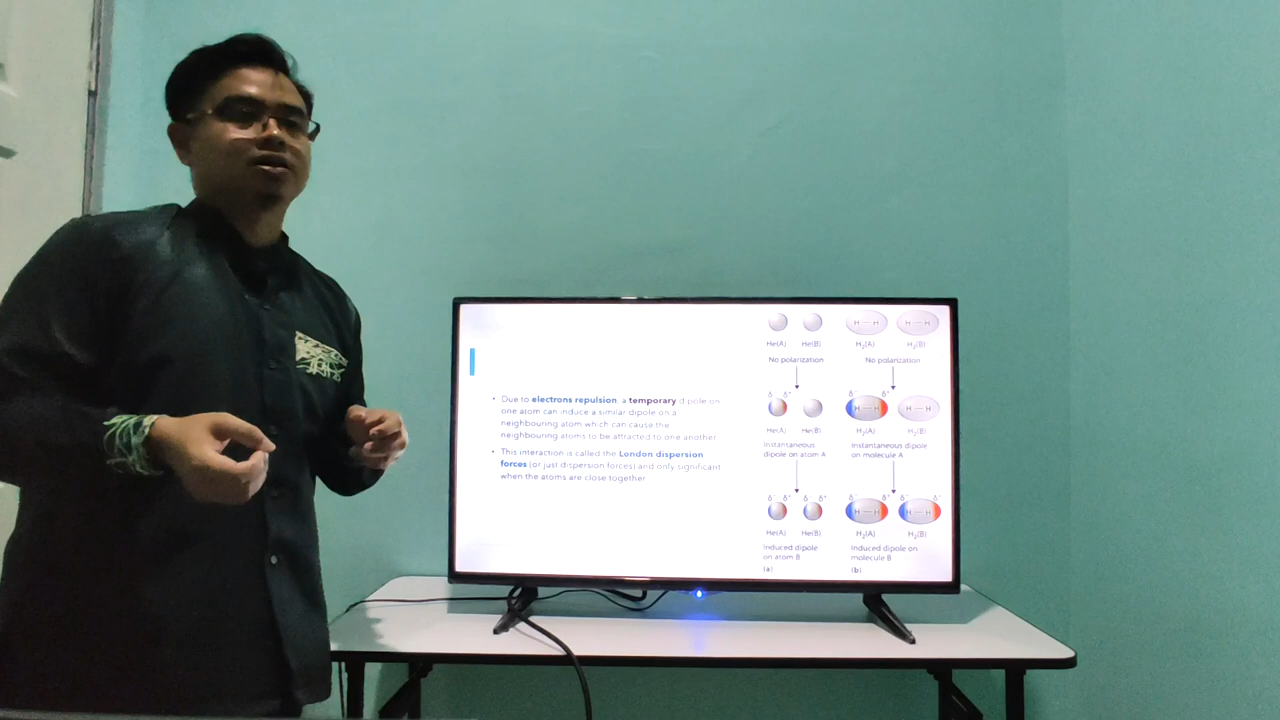 • Due to electrons repulsion, a temporary dipole on
one atom can induce a similar dipole on a
neighbouring atom which can cause the
neighbouring atoms to be attracted to one another
• This interaction is called the London dispersion
forces (or just dispersion forces) and only significant
when the atoms are close together
He(A) He(B)
No polarization
δ⁻ δ⁺
He(A) He(B)
Instantaneous
dipole on atom A
δ⁻ δ⁺ δ⁻ δ⁺
He(A) He(B)
Induced dipole
on atom B
(a)
H — H H — H
H₂(A) H₂(B)
No polarization
δ⁻ δ⁺
H — H H — H
H₂(A) H₂(B)
Instantaneous dipole
on molecule A
δ⁻ δ⁺ δ⁻ δ⁺
H — H H — H
H₂(A) H₂(B)
Induced dipole on
molecule B
(b)